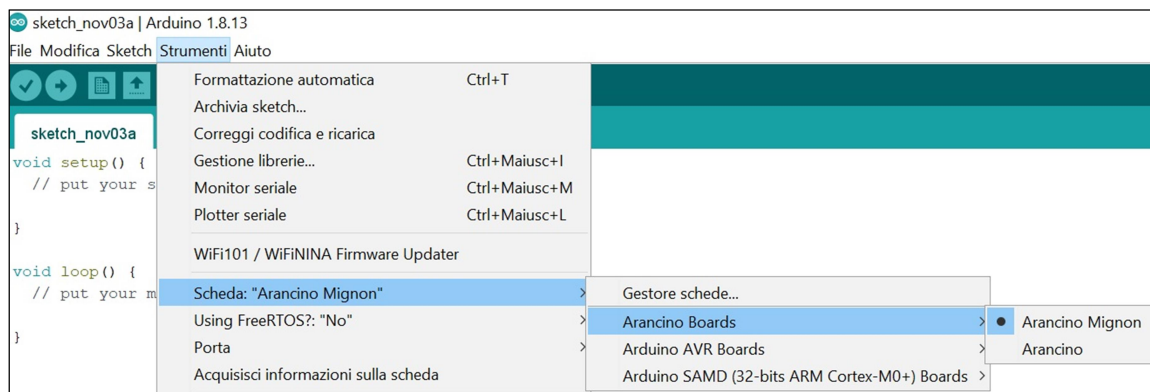 sketch_nov03a | Arduino 1.8.13
File Modifica Sketch Strumenti Aiuto
sketch_nov03a
void setup() {
// put your s
}
void loop() {
// put your m
}
Formattazione automatica Ctrl+T
Archivia sketch...
Correggi codifica e ricarica
Gestione librerie... Ctrl+Maiusc+I
Monitor seriale Ctrl+Maiusc+M
Plotter seriale Ctrl+Maiusc+L
WiFi101 / WiFiNINA Firmware Updater
Scheda: "Arancino Mignon"
Using FreeRTOS?: "No"
Porta
Acquisisci informazioni sulla scheda
Gestore schede...
Arancino Boards
Arduino AVR Boards
Arduino SAMD (32-bits ARM Cortex-M0+) Boards
Arancino Mignon
Arancino